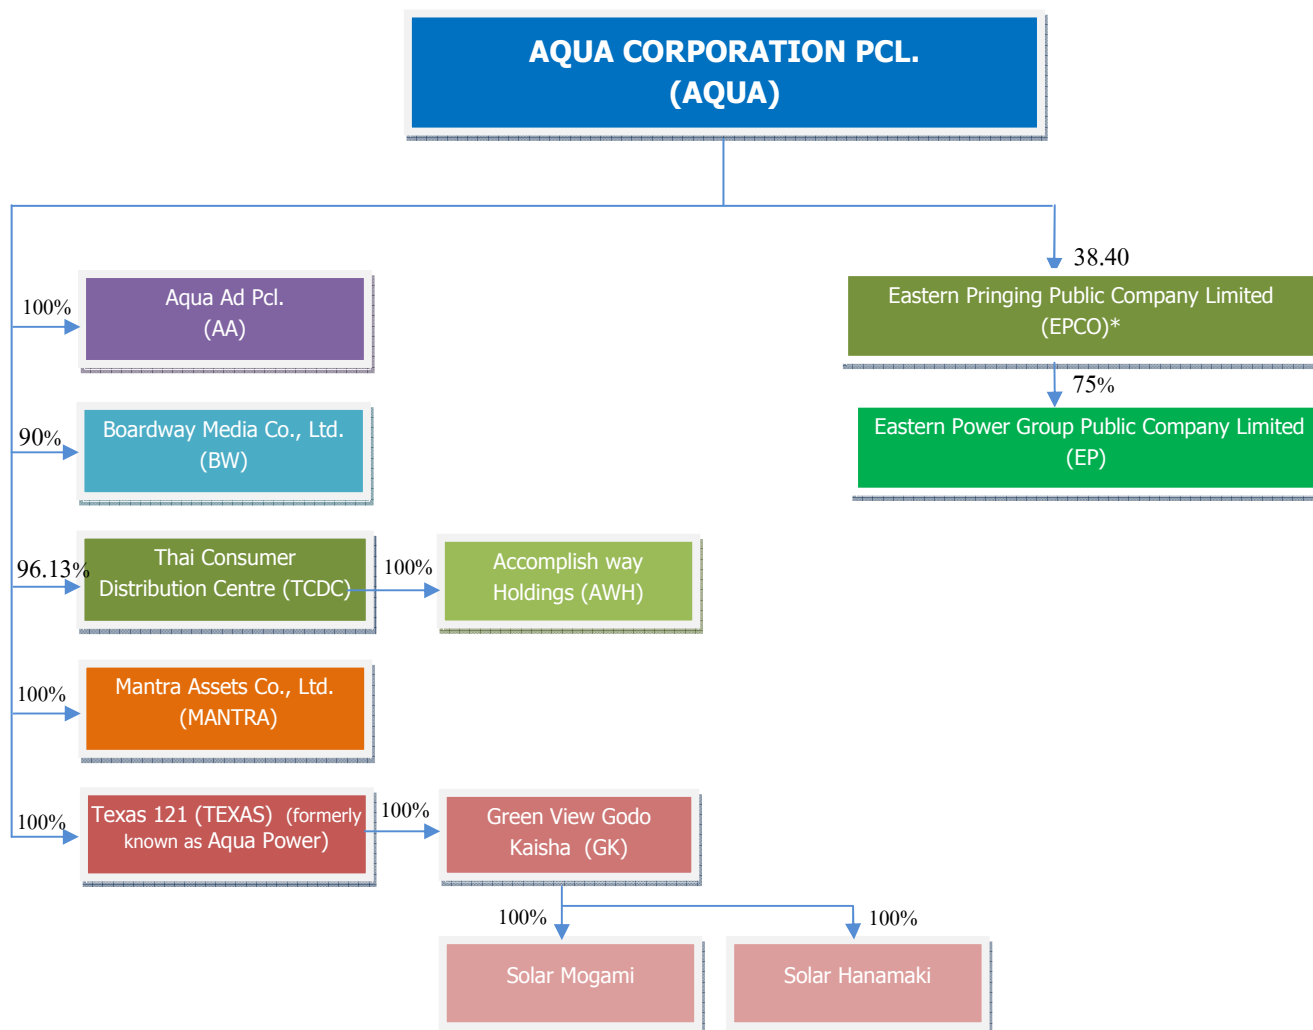 AQUA CORPORATION PCL.
(AQUA)
38.40
Eastern Pringing Public Company Limited
(EPCO)*
75%
Eastern Power Group Public Company Limited
(EP)
100%
Aqua Ad Pcl.
(AA)
90%
Boardway Media Co., Ltd.
(BW)
96.13%
Thai Consumer
Distribution Centre (TCDC)
100%
Accomplish way
Holdings (AWH)
100%
Mantra Assets Co., Ltd.
(MANTRA)
100%
Texas 121 (TEXAS) (formerly
known as Aqua Power)
100%
Green View Godo
Kaisha (GK)
100%
Solar Mogami
100%
Solar Hanamaki